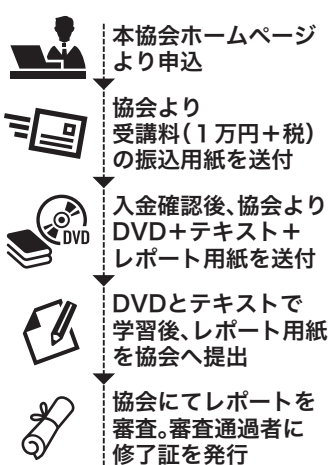 本協会ホームページ
より申込
協会より
受講料(1万円+税)
の振込用紙を送付
入金確認後、協会より
DVD+テキスト+
レポート用紙を送付
DVD
DVDとテキストで
学習後、レポート用紙
を協会へ提出
協会にてレポートを
審査。審査通過者に
修了証を発行